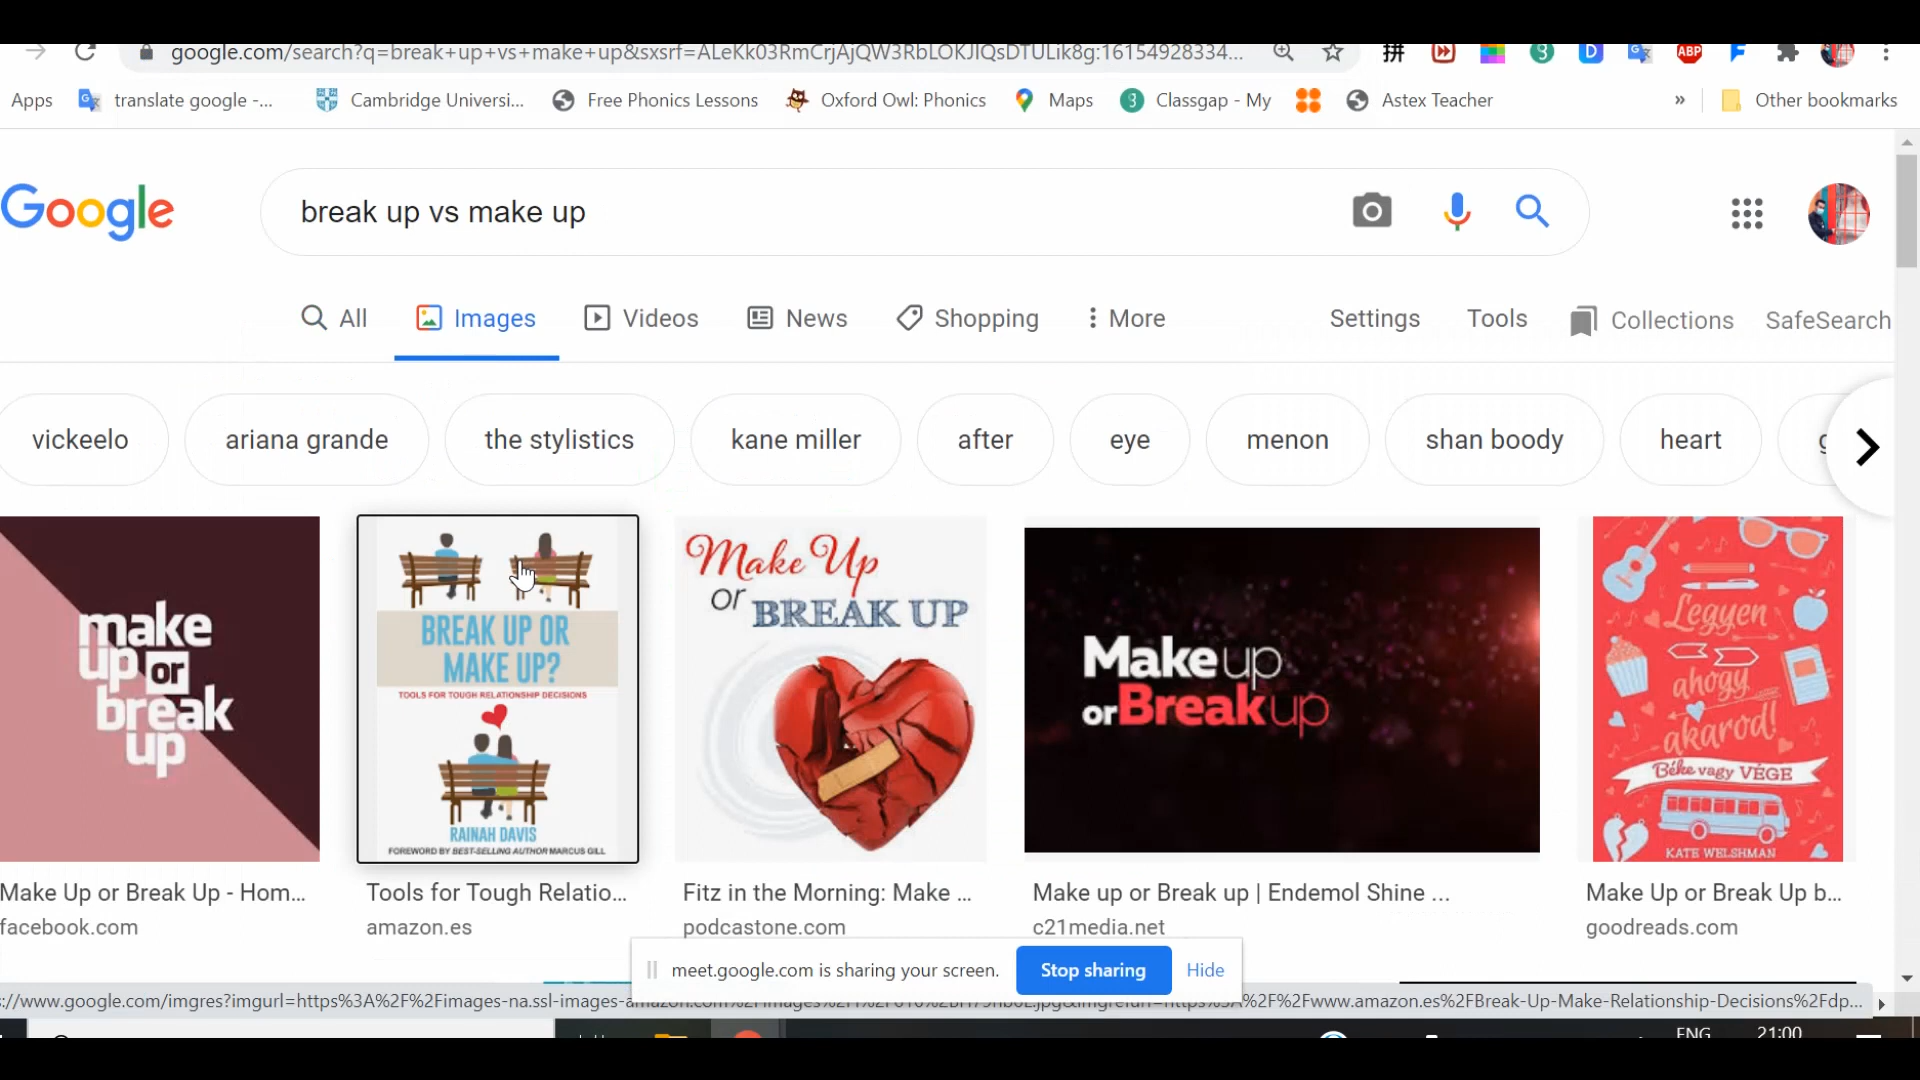 google.com/search?q=break+up+vs+make+up&sxsrf=ALeKk03RmCrjAjQW3RbLOKJlQsDTULik8g:16154928334...
Apps translate google -... Cambridge Universi... Free Phonics Lessons Oxford Owl: Phonics Maps Classgap - My Astex Teacher » Other bookmarks
Google break up vs make up
All Images Videos News Shopping More Settings Tools Collections SafeSearch
vickeelo ariana grande the stylistics kane miller after eye menon shan boody heart
make
up or
break
up
BREAK UP OR
MAKE UP?
TOOLS FOR TOUGH RELATIONSHIP DECISIONS
RAINAH DAVIS
FOREWORD BY BEST-SELLING AUTHOR MARCUS GILL
Make Up
or BREAK UP
Make up
or Break up
Legyen
ahogy
akarod!
Béke vagy VÉGE
KATE WELSHMAN
Make Up or Break Up - Hom...
facebook.com
Tools for Tough Relatio...
amazon.es
Fitz in the Morning: Make ...
podcastone.com
Make up or Break up | Endemol Shine ...
c21media.net
Make Up or Break Up b...
goodreads.com
meet.google.com is sharing your screen. Stop sharing Hide
ENG 21:00